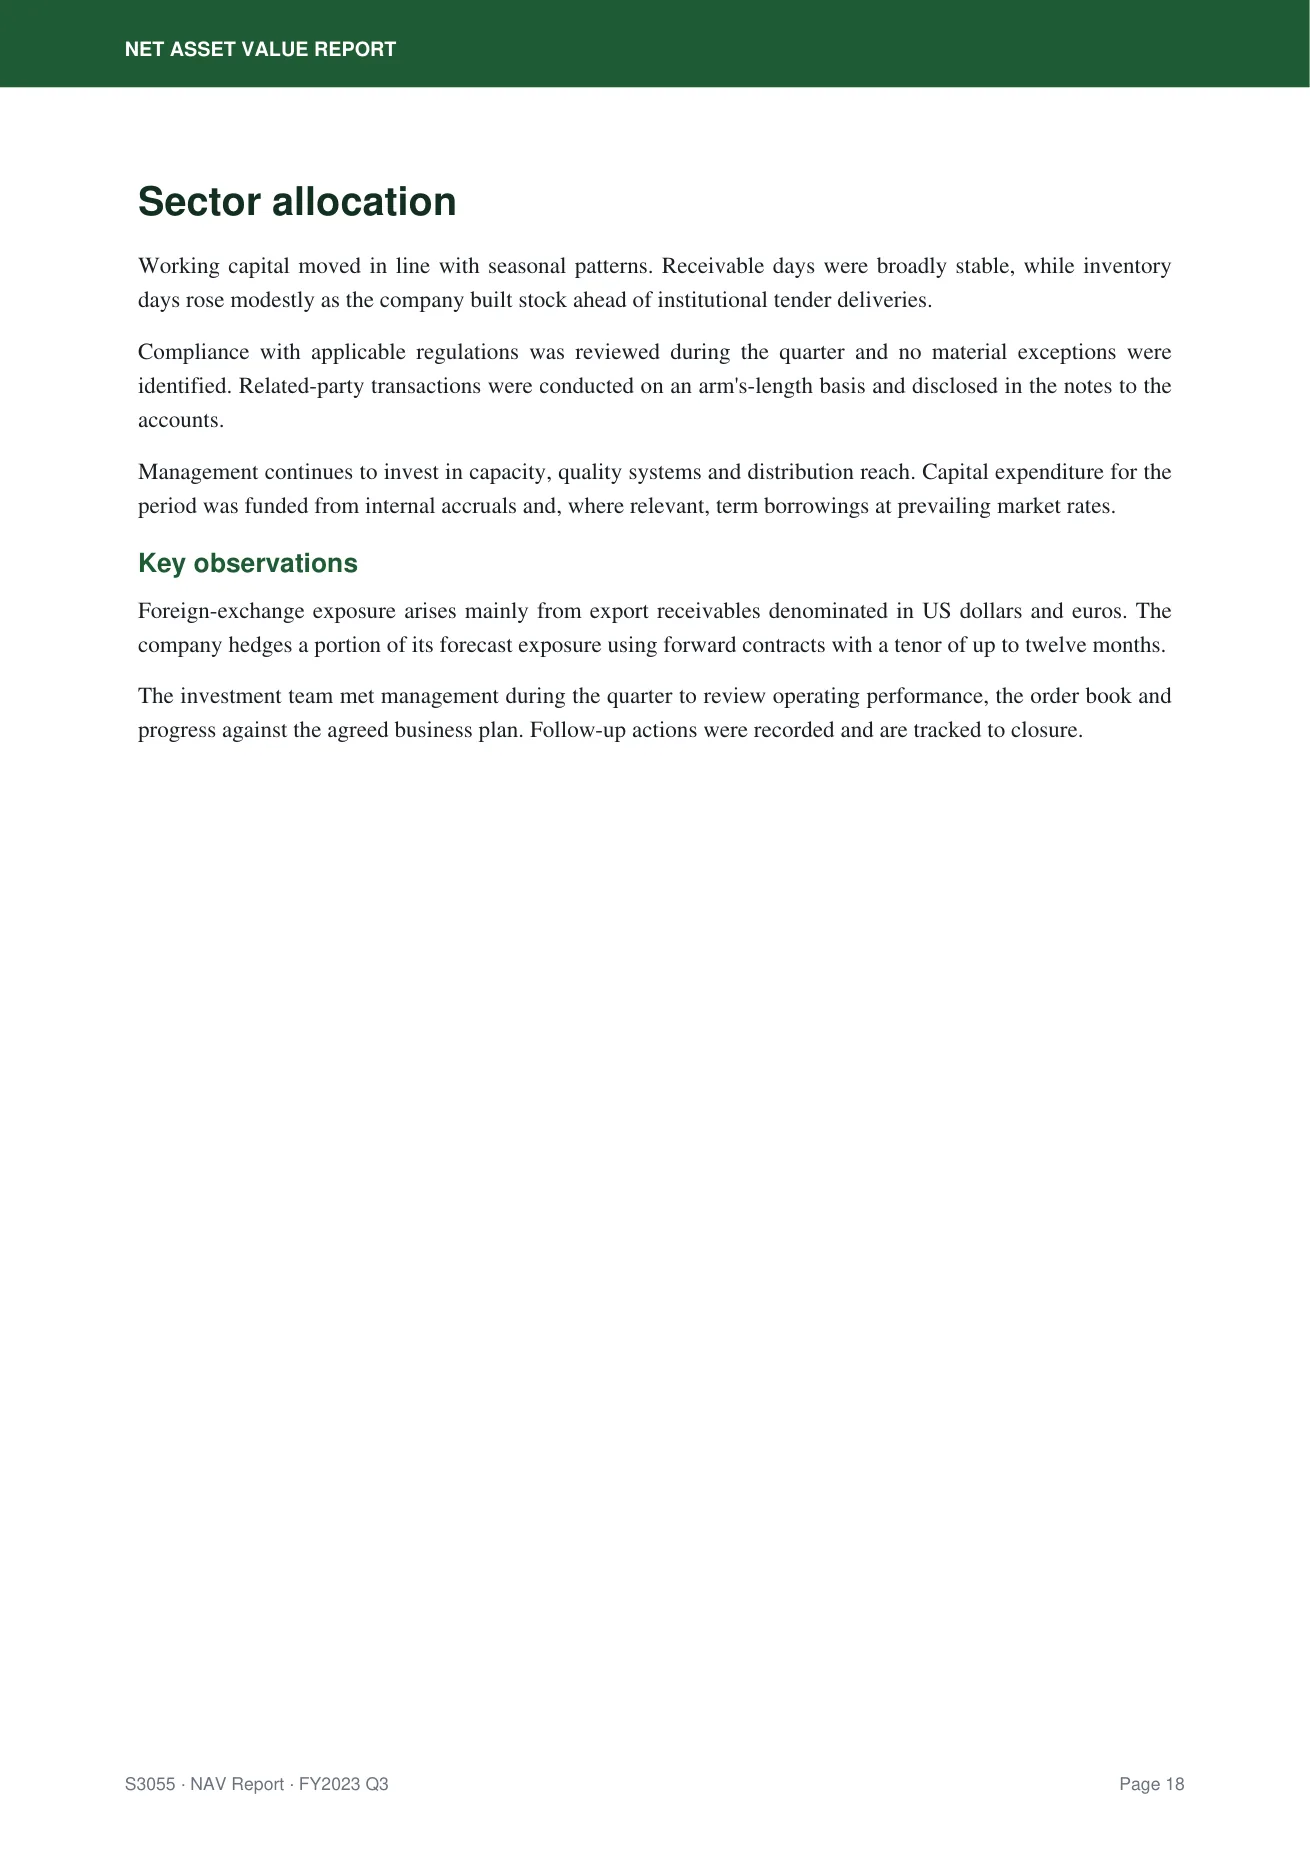 NET ASSET VALUE REPORT
Sector allocation
Working capital moved in line with seasonal patterns. Receivable days were broadly stable, while inventory
days rose modestly as the company built stock ahead of institutional tender deliveries.
Compliance with applicable regulations was reviewed during the quarter and no material exceptions were
identified. Related-party transactions were conducted on an arm's-length basis and disclosed in the notes to the
accounts.
Management continues to invest in capacity, quality systems and distribution reach. Capital expenditure for the
period was funded from internal accruals and, where relevant, term borrowings at prevailing market rates.
Key observations
Foreign-exchange exposure arises mainly from export receivables denominated in US dollars and euros. The
company hedges a portion of its forecast exposure using forward contracts with a tenor of up to twelve months.
The investment team met management during the quarter to review operating performance, the order book and
progress against the agreed business plan. Follow-up actions were recorded and are tracked to closure.
S3055 · NAV Report · FY2023 Q3
Page 18